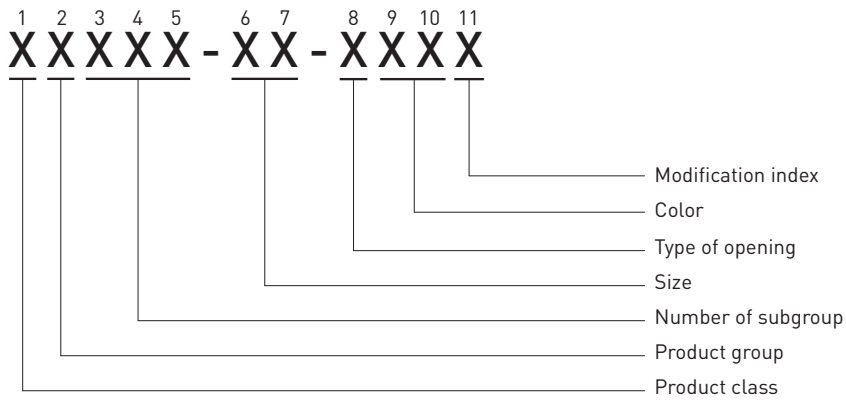 1 2 3 4 5 6 7 8 9 10 11
X X X X X - X X - X X X X
Modification index
Color
Type of opening
Size
Number of subgroup
Product group
Product class